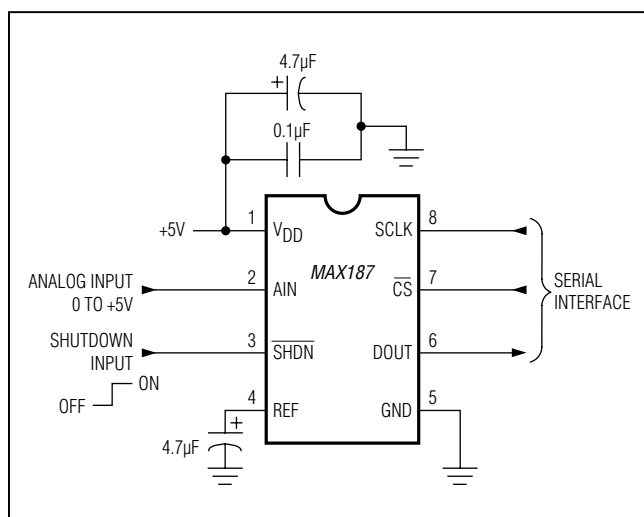 4.7µF
+
0.1µF
+5V
1
VDD
SCLK
8
MAX187
ANALOG INPUT
0 TO +5V
2
AIN
CS
7
SERIAL
INTERFACE
SHUTDOWN
INPUT
3
SHDN
DOUT
6
ON
OFF
4
REF
GND
5
+
4.7µF